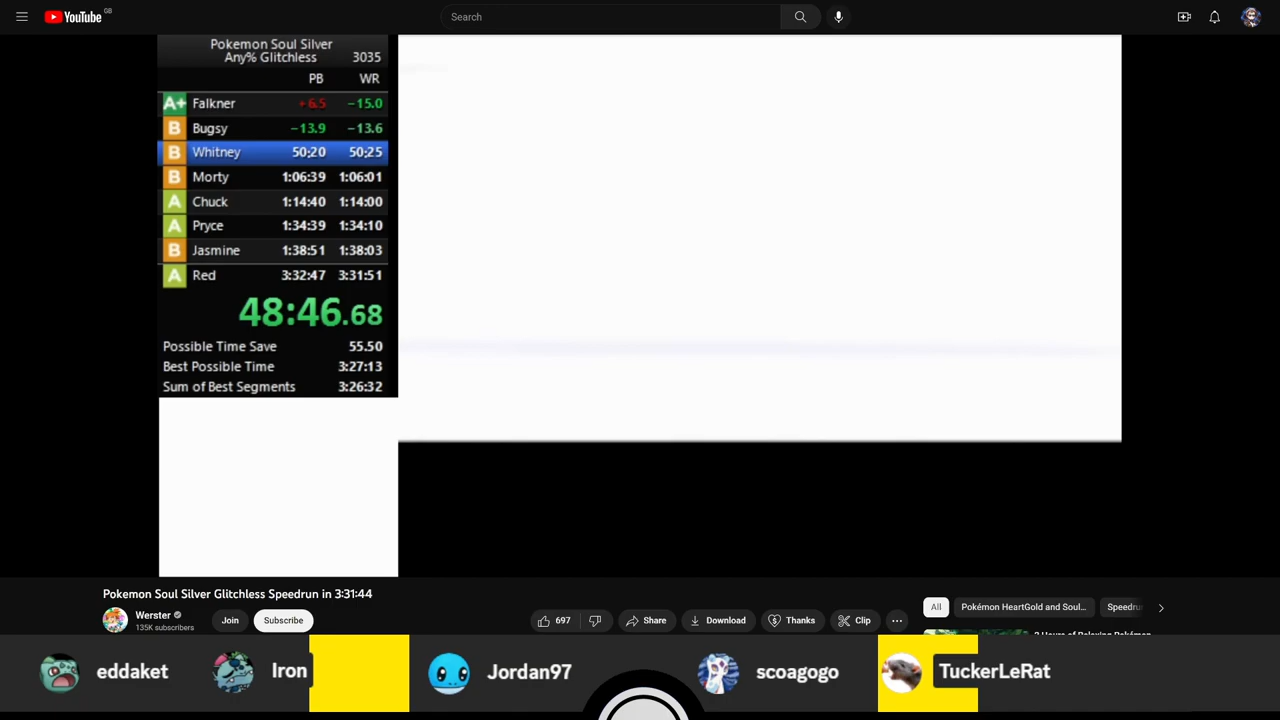 YouTube GB
Search
Pokemon Soul Silver
Any% Glitchless 3035
PB WR
A+ Falkner +6.5 −15.0
B Bugsy −13.9 −13.6
B Whitney 50:20 50:25
B Morty 1:06:39 1:06:01
A Chuck 1:14:40 1:14:00
A Pryce 1:34:39 1:34:10
B Jasmine 1:38:51 1:38:03
A Red 3:32:47 3:31:51
48:46.68
Possible Time Save 55.50
Best Possible Time 3:27:13
Sum of Best Segments 3:26:32
Pokemon Soul Silver Glitchless Speedrun in 3:31:44
Werster
135K subscribers
Join
Subscribe
697
Share
Download
Thanks
Clip
All
Pokémon HeartGold and Soul...
eddaket
Iron
Jordan97
scoagogo
TuckerLeRat